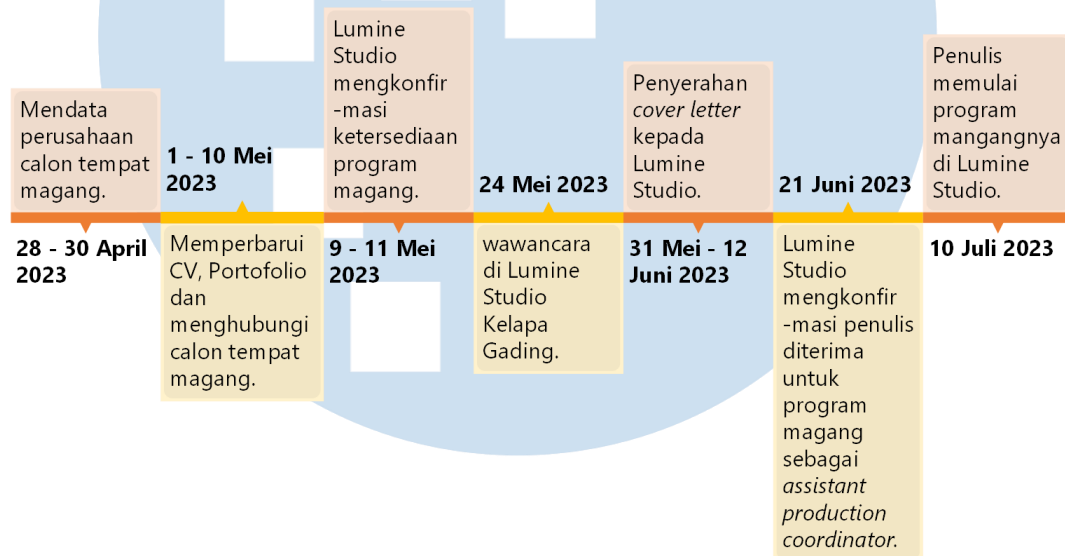 Mendata
perusahaan
calon tempat
magang.
28 - 30 April
2023
1 - 10 Mei
2023
Memperbarui
CV, Portofolio
dan
menghubungi
calon tempat
magang.
Lumine
Studio
mengkonfir
-masi
ketersediaan
program
magang.
9 - 11 Mei
2023
24 Mei 2023
wawancara
di Lumine
Studio
Kelapa
Gading.
Penyerahan
cover letter
kepada
Lumine
Studio.
31 Mei - 12
Juni 2023
21 Juni 2023
Lumine
Studio
mengkonfir
-masi penulis
diterima
untuk
program
magang
sebagai
assistant
production
coordinator.
Penulis
memulai
program
mangangnya
di Lumine
Studio.
10 Juli 2023